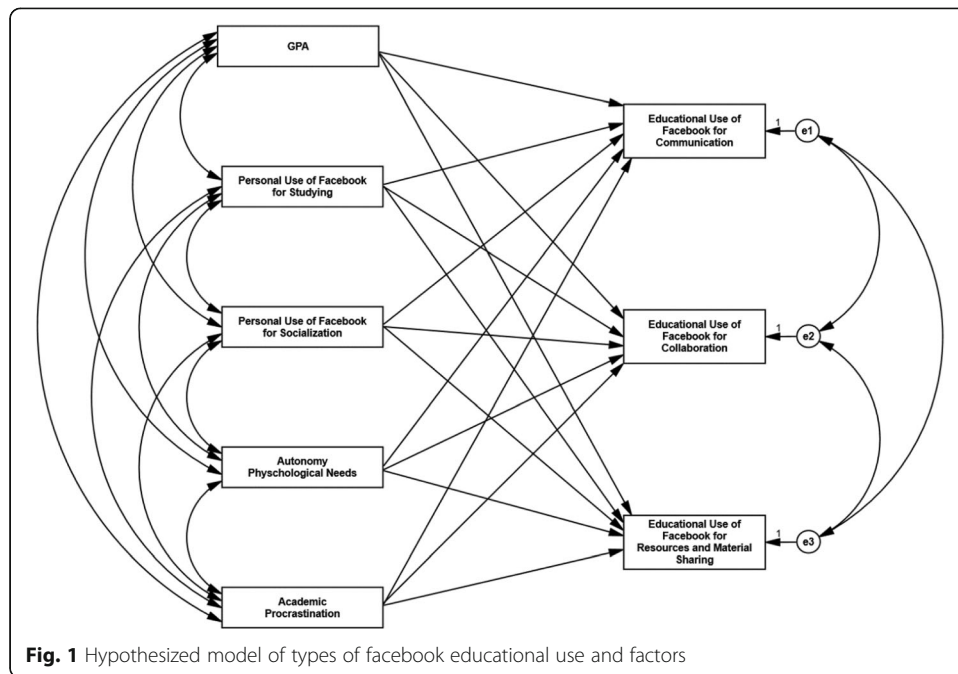 GPA
Educational Use of
Facebook for
Communication
1
e1
Personal Use of Facebook
for Studying
Personal Use of Facebook
for Socialization
Educational Use of
Facebook for
Collaboration
1
e2
Autonomy
Physchological Needs
Educational Use of
Facebook for
Resources and Material
Sharing
1
e3
Academic
Procrastination
Fig. 1 Hypothesized model of types of facebook educational use and factors